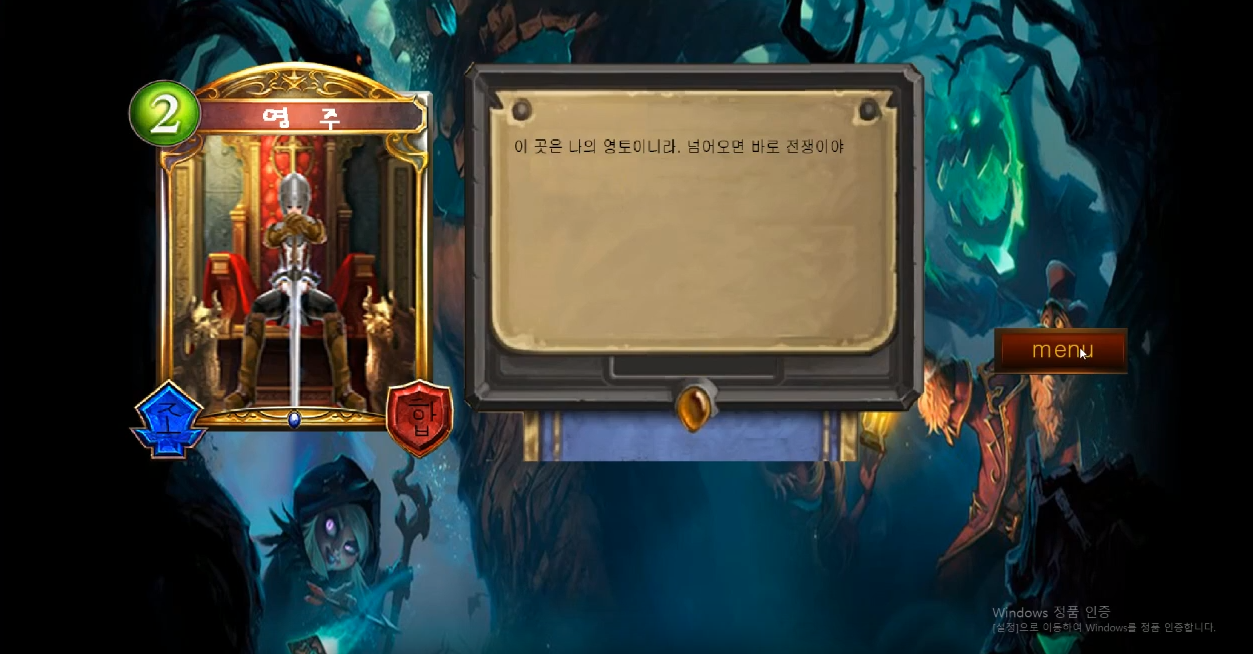 2
영 주
이 곳은 나의 영토이니라. 넘어오면 바로 전쟁이야
menu
조
합
Windows 정품 인증
[설정]으로 이동하여 Windows를 정품 인증합니다.